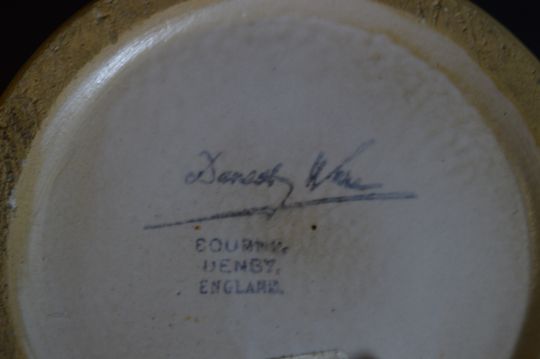 Danesby Ware
BOURNE,
DENBY,
ENGLAND.